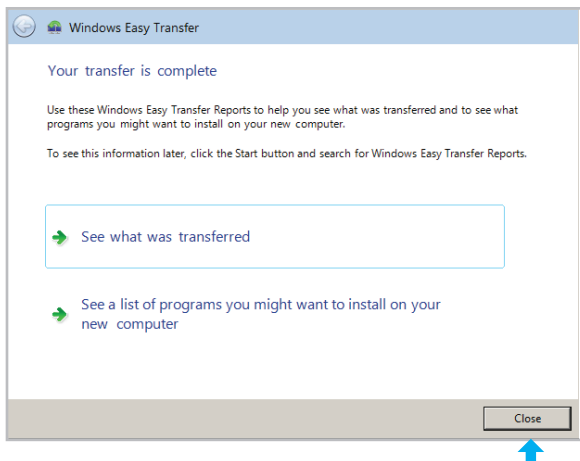 Windows Easy Transfer
Your transfer is complete
Use these Windows Easy Transfer Reports to help you see what was transferred and to see what
programs you might want to install on your new computer.
To see this information later, click the Start button and search for Windows Easy Transfer Reports.
See what was transferred
See a list of programs you might want to install on your
new computer
Close